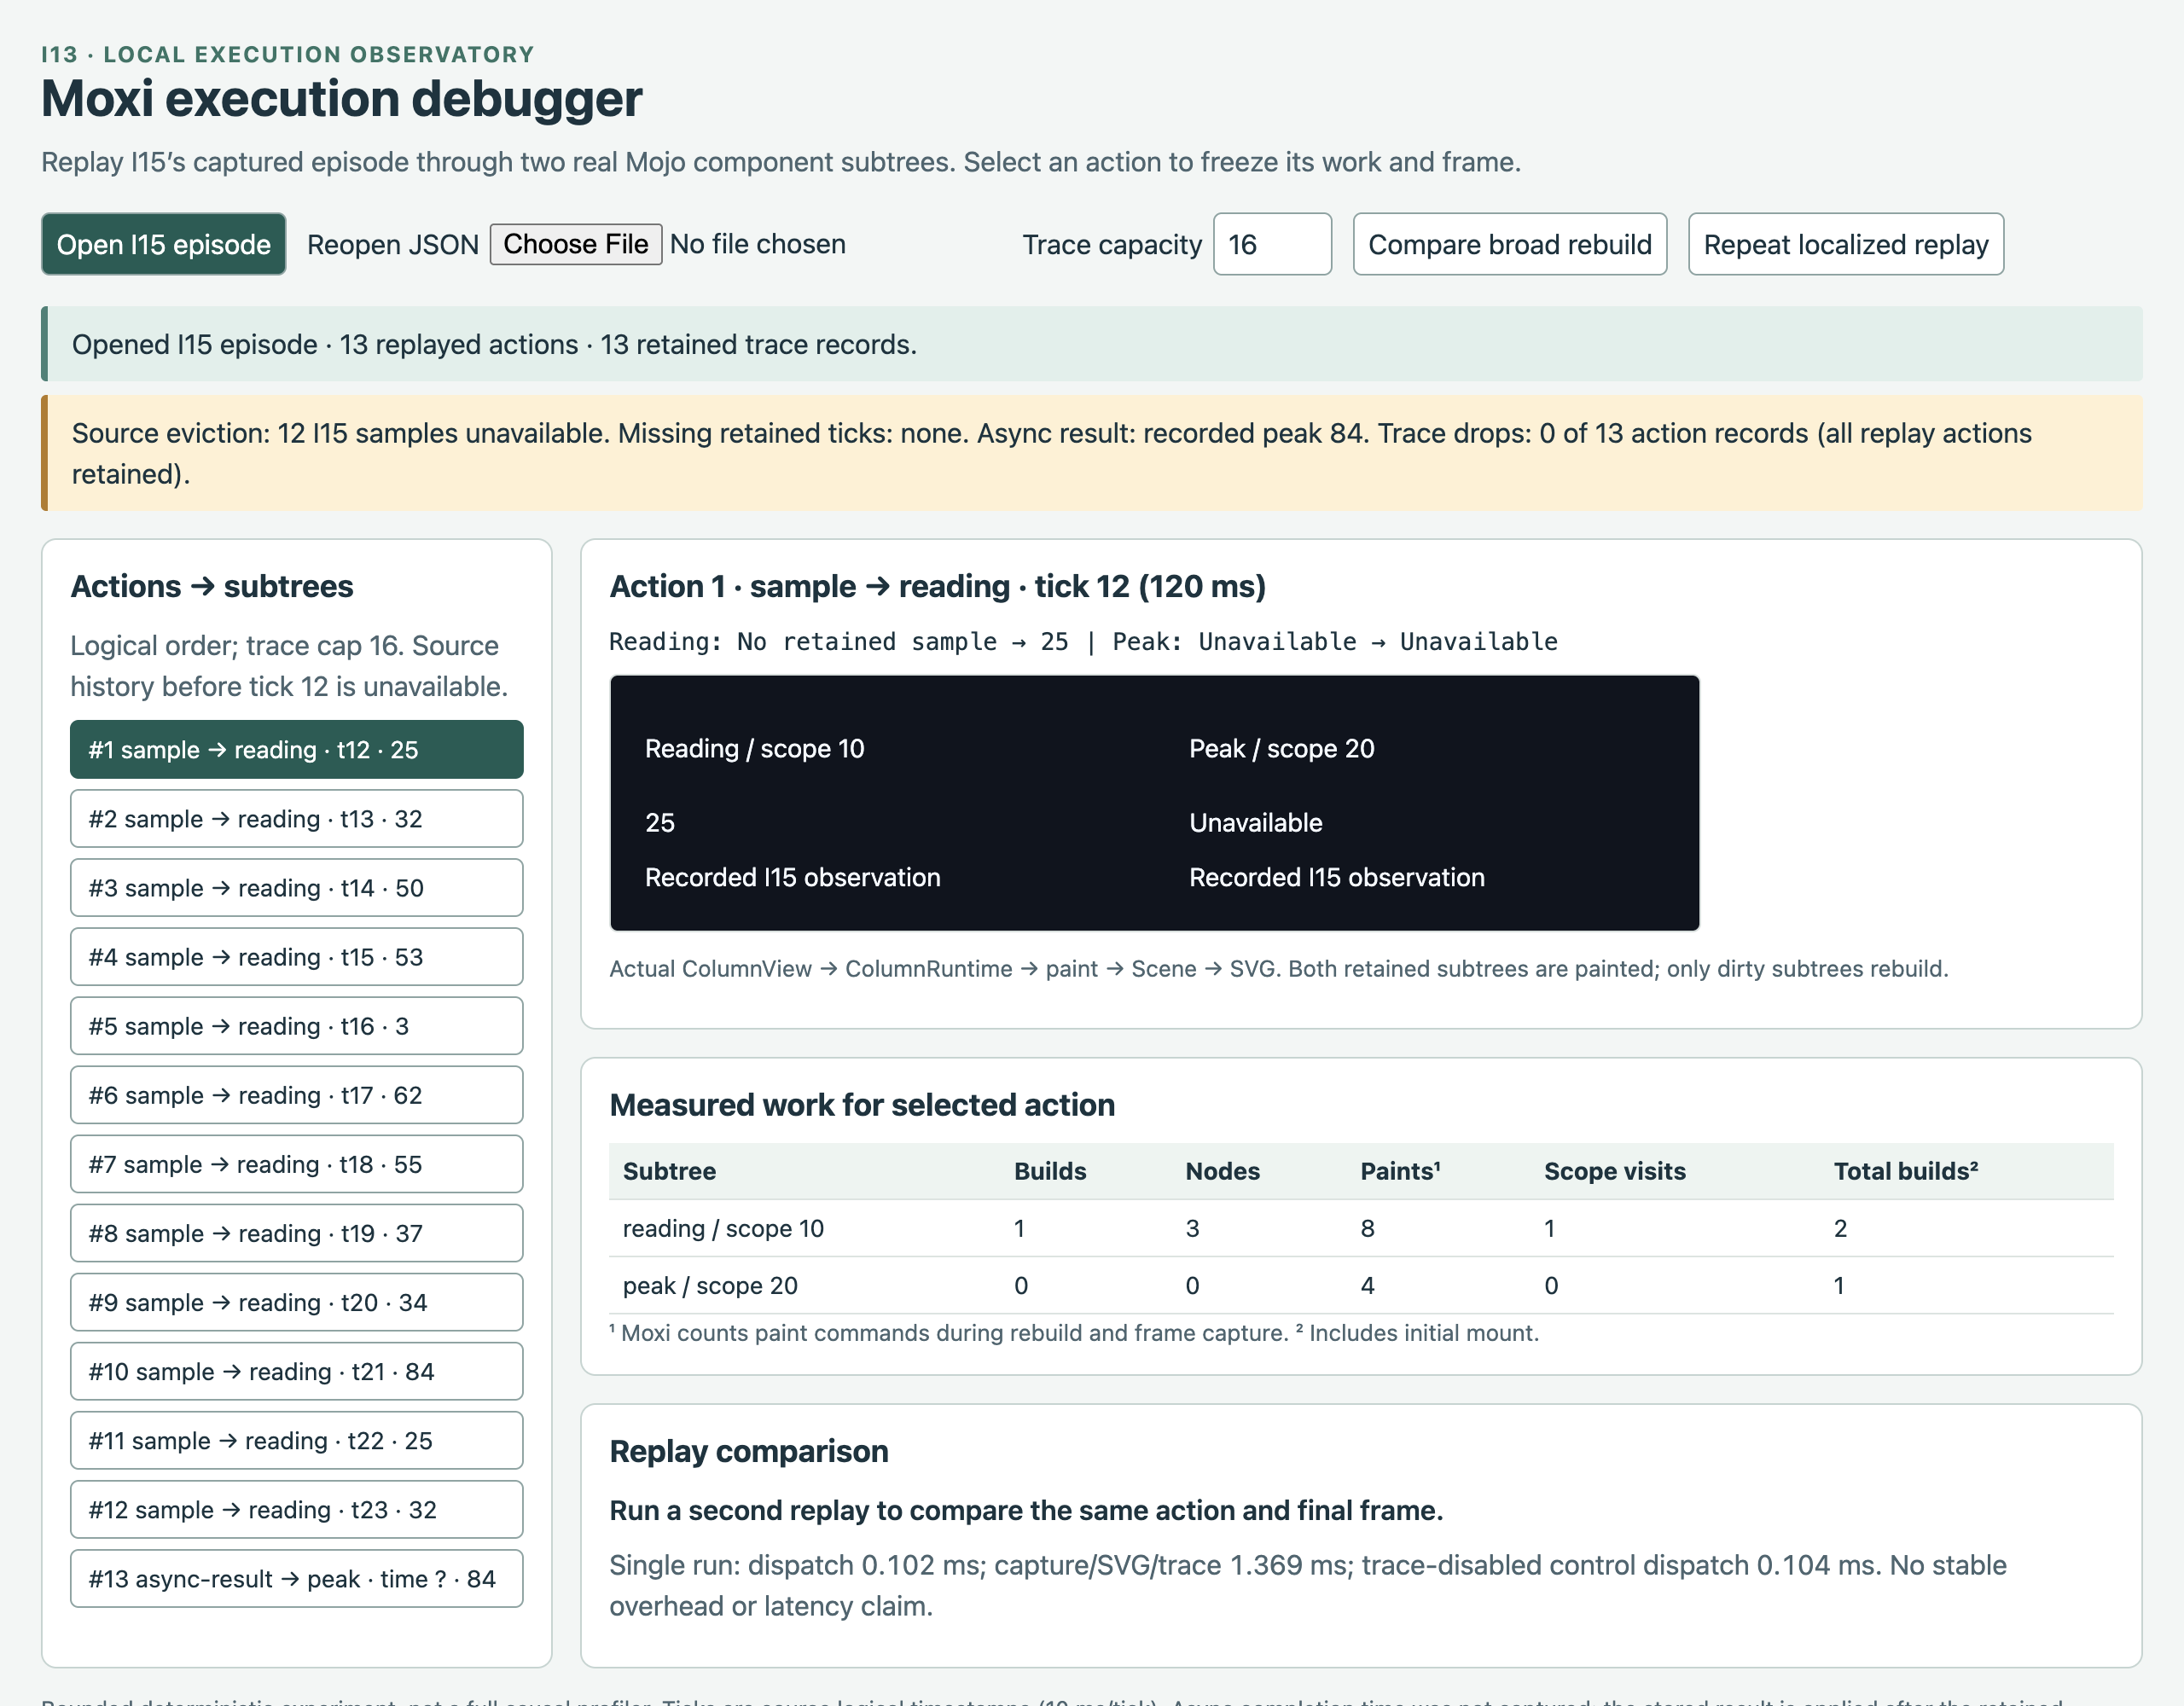 I13 · LOCAL EXECUTION OBSERVATORY
Moxi execution debugger
Replay I15’s captured episode through two real Mojo component subtrees. Select an action to freeze its work and frame.
Open I15 episode Reopen JSON Choose File No file chosen Trace capacity 16 Compare broad rebuild Repeat localized replay
Opened I15 episode · 13 replayed actions · 13 retained trace records.
Source eviction: 12 I15 samples unavailable. Missing retained ticks: none. Async result: recorded peak 84. Trace drops: 0 of 13 action records (all replay actions
retained).
Actions → subtrees
Logical order; trace cap 16. Source
history before tick 12 is unavailable.
#1 sample → reading · t12 · 25
#2 sample → reading · t13 · 32
#3 sample → reading · t14 · 50
#4 sample → reading · t15 · 53
#5 sample → reading · t16 · 3
#6 sample → reading · t17 · 62
#7 sample → reading · t18 · 55
#8 sample → reading · t19 · 37
#9 sample → reading · t20 · 34
#10 sample → reading · t21 · 84
#11 sample → reading · t22 · 25
#12 sample → reading · t23 · 32
#13 async-result → peak · time ? · 84
Action 1 · sample → reading · tick 12 (120 ms)
Reading: No retained sample → 25 | Peak: Unavailable → Unavailable
Reading / scope 10 Peak / scope 20
25 Unavailable
Recorded I15 observation Recorded I15 observation
Actual ColumnView → ColumnRuntime → paint → Scene → SVG. Both retained subtrees are painted; only dirty subtrees rebuild.
Measured work for selected action
Subtree Builds Nodes Paints¹ Scope visits Total builds²
reading / scope 10 1 3 8 1 2
peak / scope 20 0 0 4 0 1
¹ Moxi counts paint commands during rebuild and frame capture. ² Includes initial mount.
Replay comparison
Run a second replay to compare the same action and final frame.
Single run: dispatch 0.102 ms; capture/SVG/trace 1.369 ms; trace-disabled control dispatch 0.104 ms. No stable
overhead or latency claim.